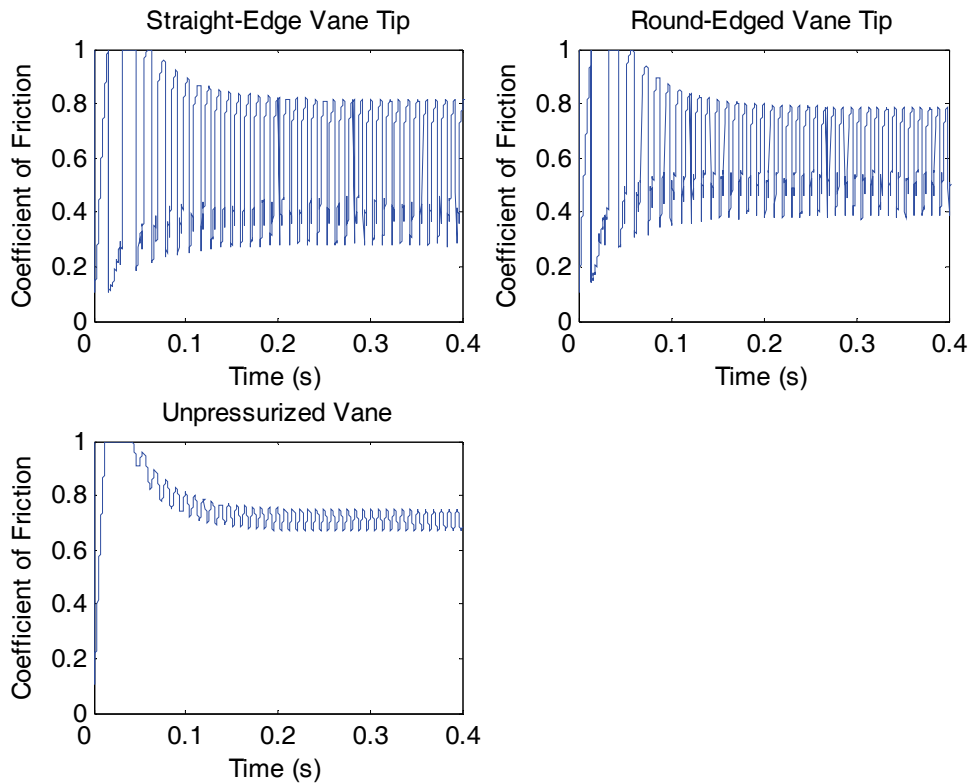 Straight-Edge Vane Tip
Coefficient of Friction
1
0.8
0.6
0.4
0.2
0
0 0.1 0.2 0.3 0.4
Time (s)
Round-Edged Vane Tip
Coefficient of Friction
1
0.8
0.6
0.4
0.2
0
0 0.1 0.2 0.3 0.4
Time (s)
Unpressurized Vane
Coefficient of Friction
1
0.8
0.6
0.4
0.2
0
0 0.1 0.2 0.3 0.4
Time (s)